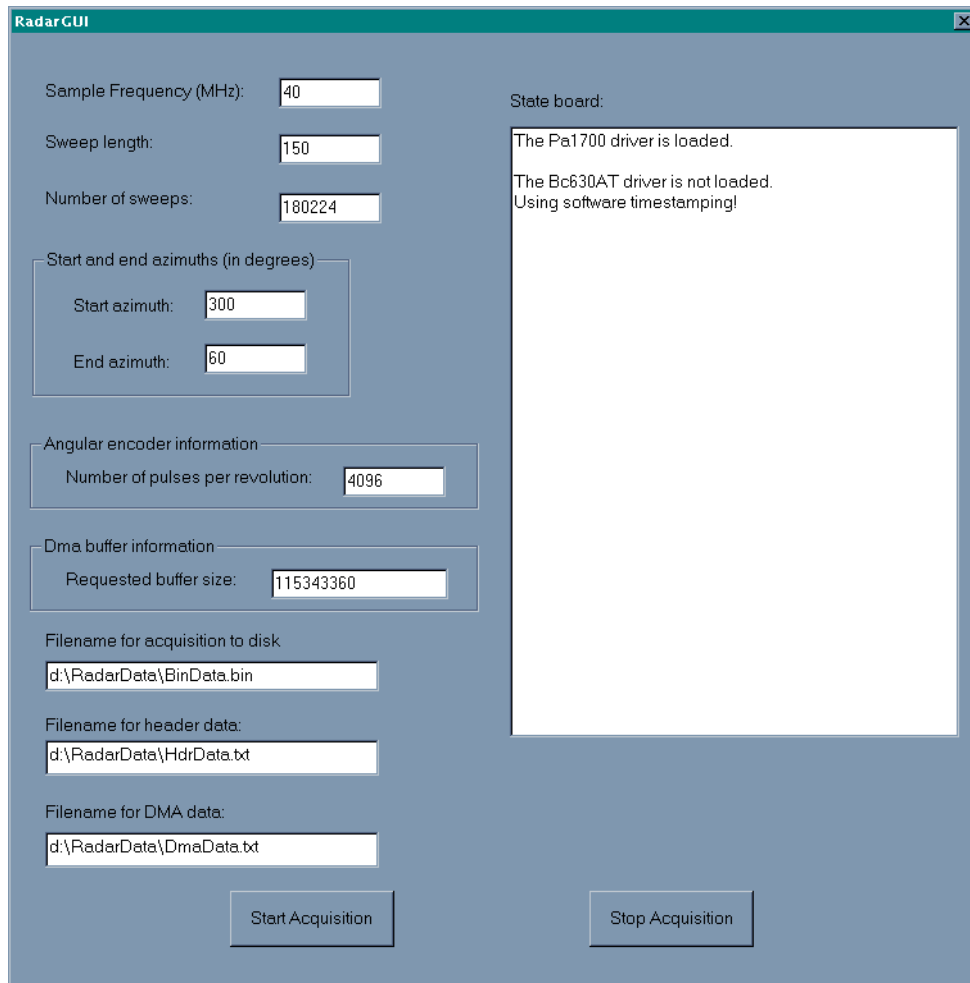 RadarGUI
Sample Frequency (MHz):
40
Sweep length:
150
Number of sweeps:
180224
Start and end azimuths (in degrees)
Start azimuth:
300
End azimuth:
60
Angular encoder information
Number of pulses per revolution:
4096
Dma buffer information
Requested buffer size:
115343360
Filename for acquisition to disk
d:\RadarData\BinData.bin
Filename for header data:
d:\RadarData\HdrData.txt
Filename for DMA data:
d:\RadarData\DmaData.txt
State board:
The Pa1700 driver is loaded.
The Bc630AT driver is not loaded.
Using software timestamping!
Start Acquisition
Stop Acquisition